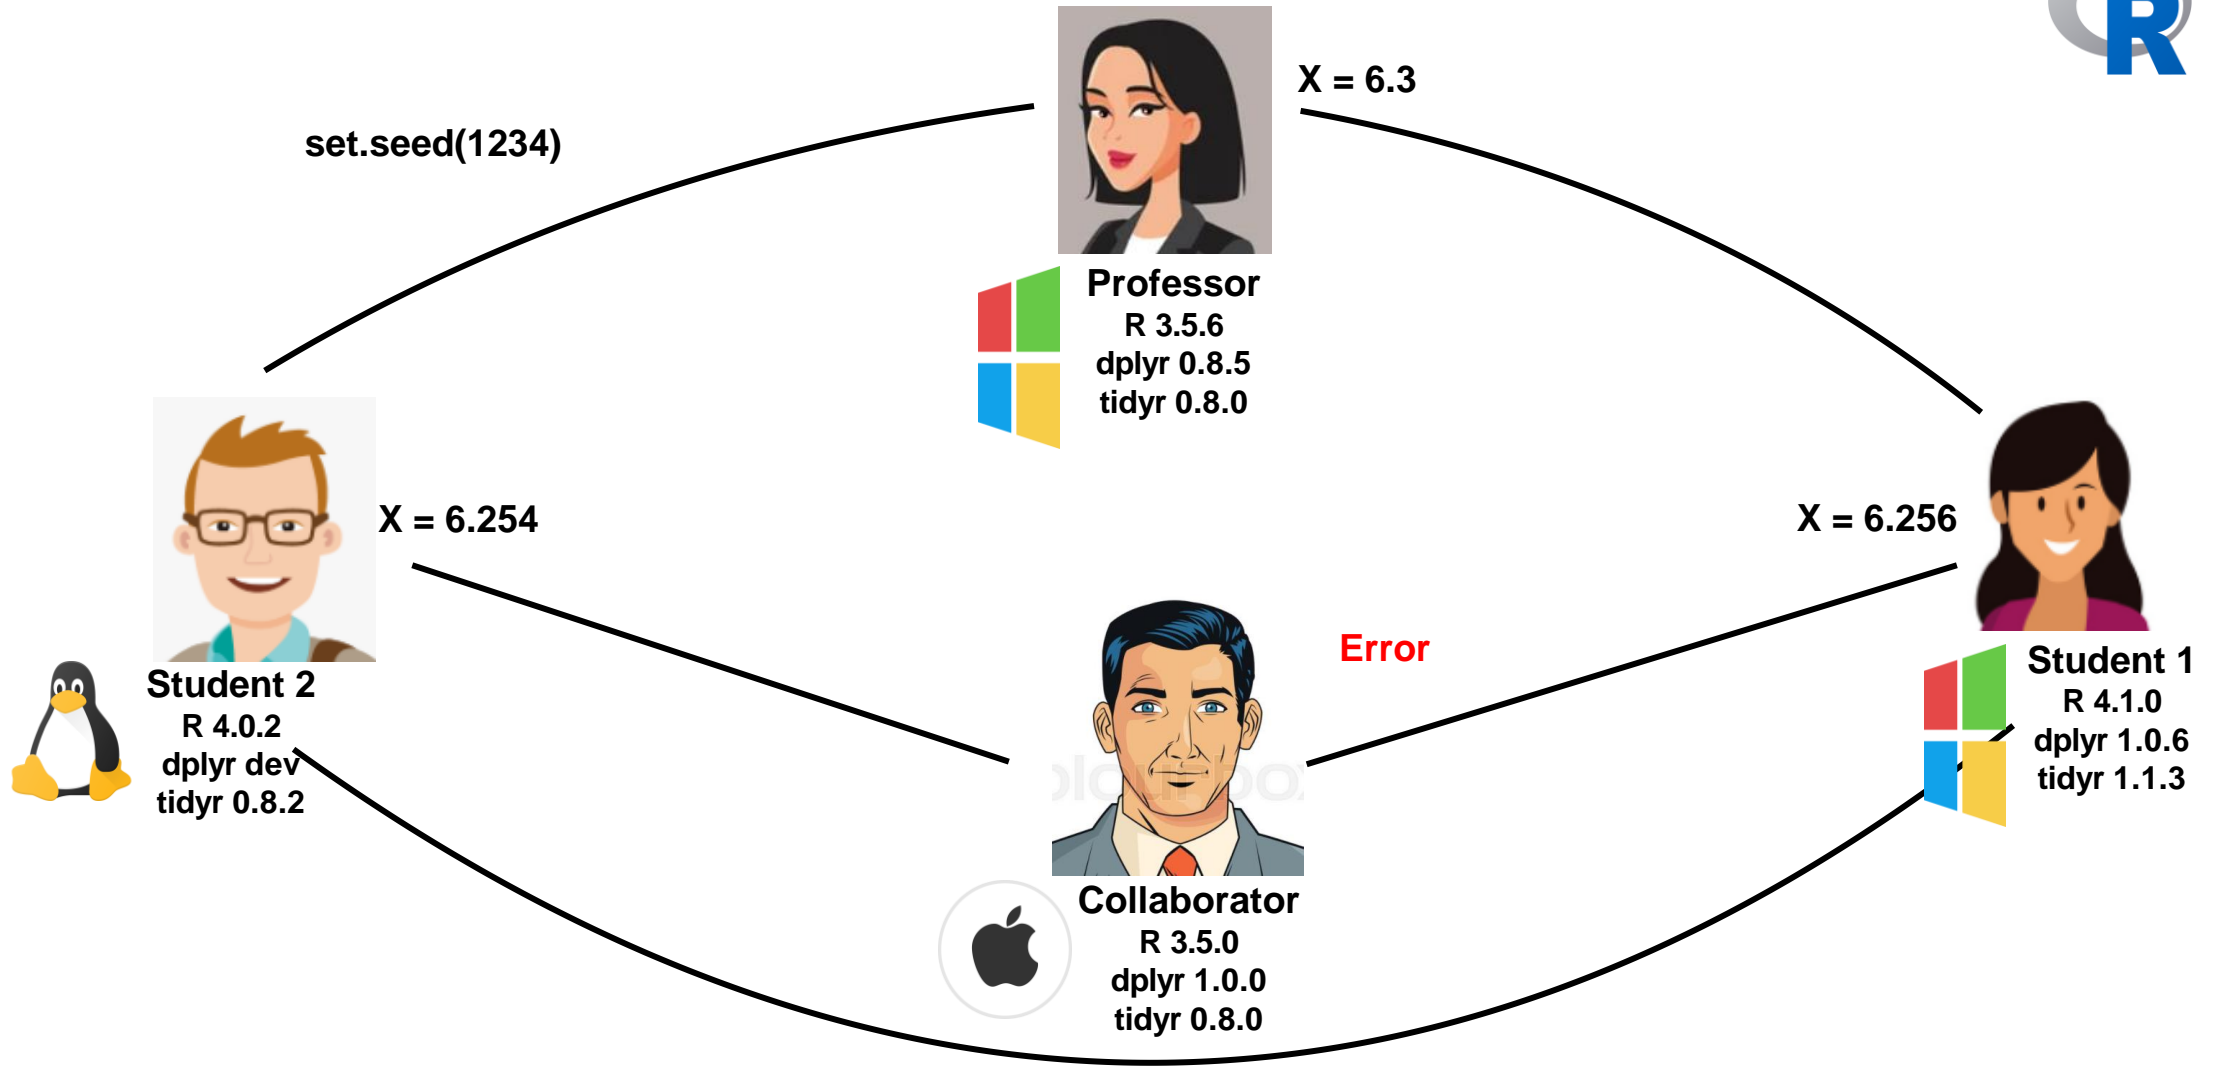 R
X = 6.3
set.seed(1234)
Professor
R 3.5.6
dplyr 0.8.5
tidyr 0.8.0
X = 6.254
X = 6.256
Error
Student 2
R 4.0.2
dplyr dev
tidyr 0.8.2
Student 1
R 4.1.0
dplyr 1.0.6
tidyr 1.1.3
Collaborator
R 3.5.0
dplyr 1.0.0
tidyr 0.8.0